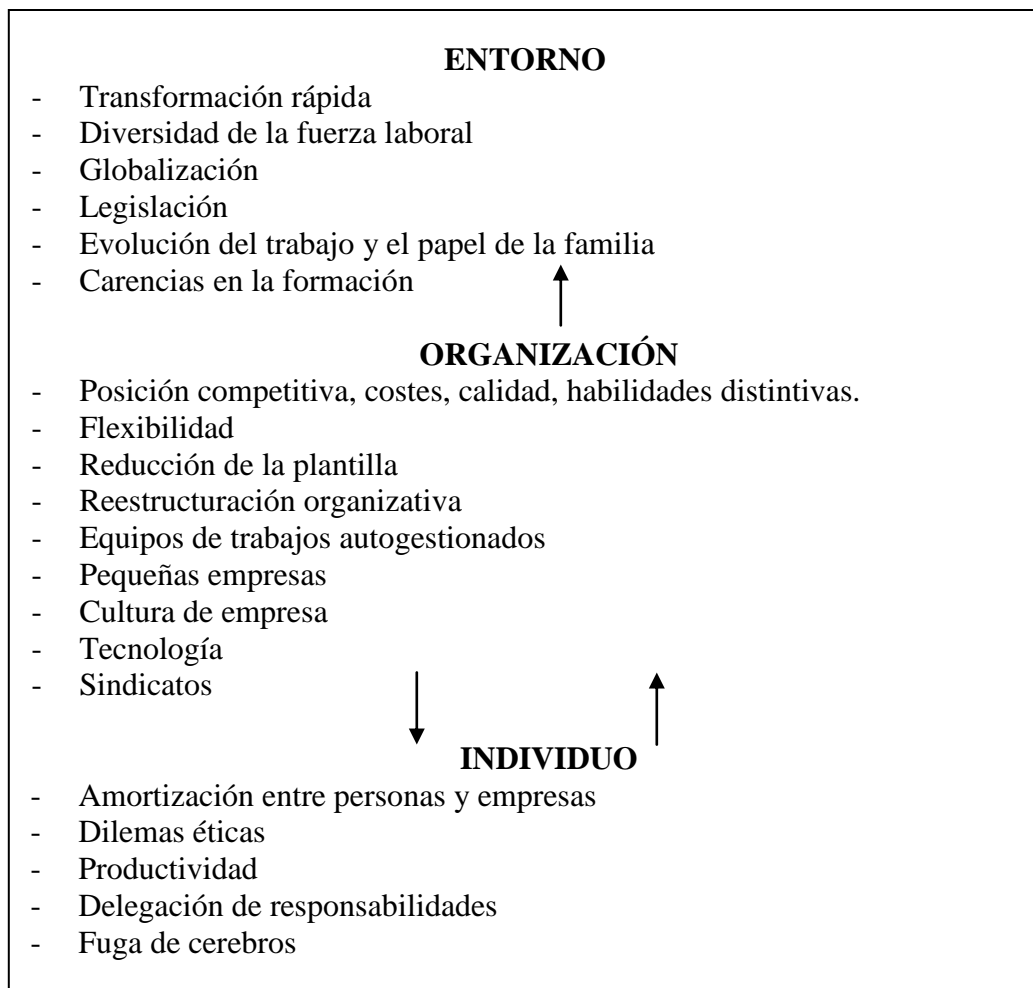 ENTORNO
- Transformación rápida
- Diversidad de la fuerza laboral
- Globalización
- Legislación
- Evolución del trabajo y el papel de la familia
- Carencias en la formación
ORGANIZACIÓN
- Posición competitiva, costes, calidad, habilidades distintivas.
- Flexibilidad
- Reducción de la plantilla
- Reestructuración organizativa
- Equipos de trabajos autogestionados
- Pequeñas empresas
- Cultura de empresa
- Tecnología
- Sindicatos
INDIVIDUO
- Amortización entre personas y empresas
- Dilemas éticas
- Productividad
- Delegación de responsabilidades
- Fuga de cerebros